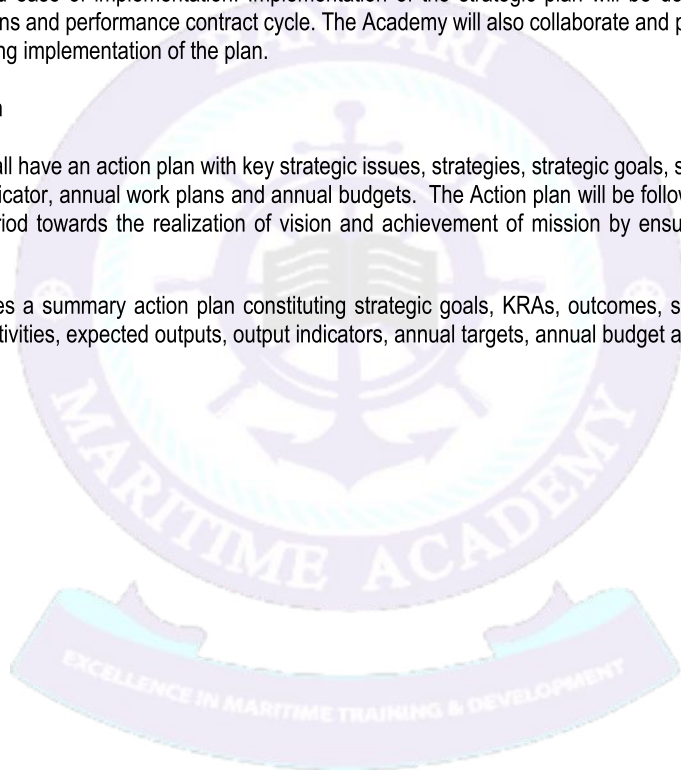 ease of implementation. Implementation of the strategic plan will be
ns and performance contract cycle. The Academy will also collaborate and p
ng implementation of the plan.
n
all have an action plan with key strategic issues, strategies, strategic goals, s
icator, annual work plans and annual budgets. The Action plan will be follow
riod towards the realization of vision and achievement of mission by ensu
es a summary action plan constituting strategic goals, KRAs, outcomes, s
tivities, expected outputs, output indicators, annual targets, annual budget a
BANDARI
MARITIME ACADEMY
EXCELLENCE IN MARITIME TRAINING & DEVELOPMENT